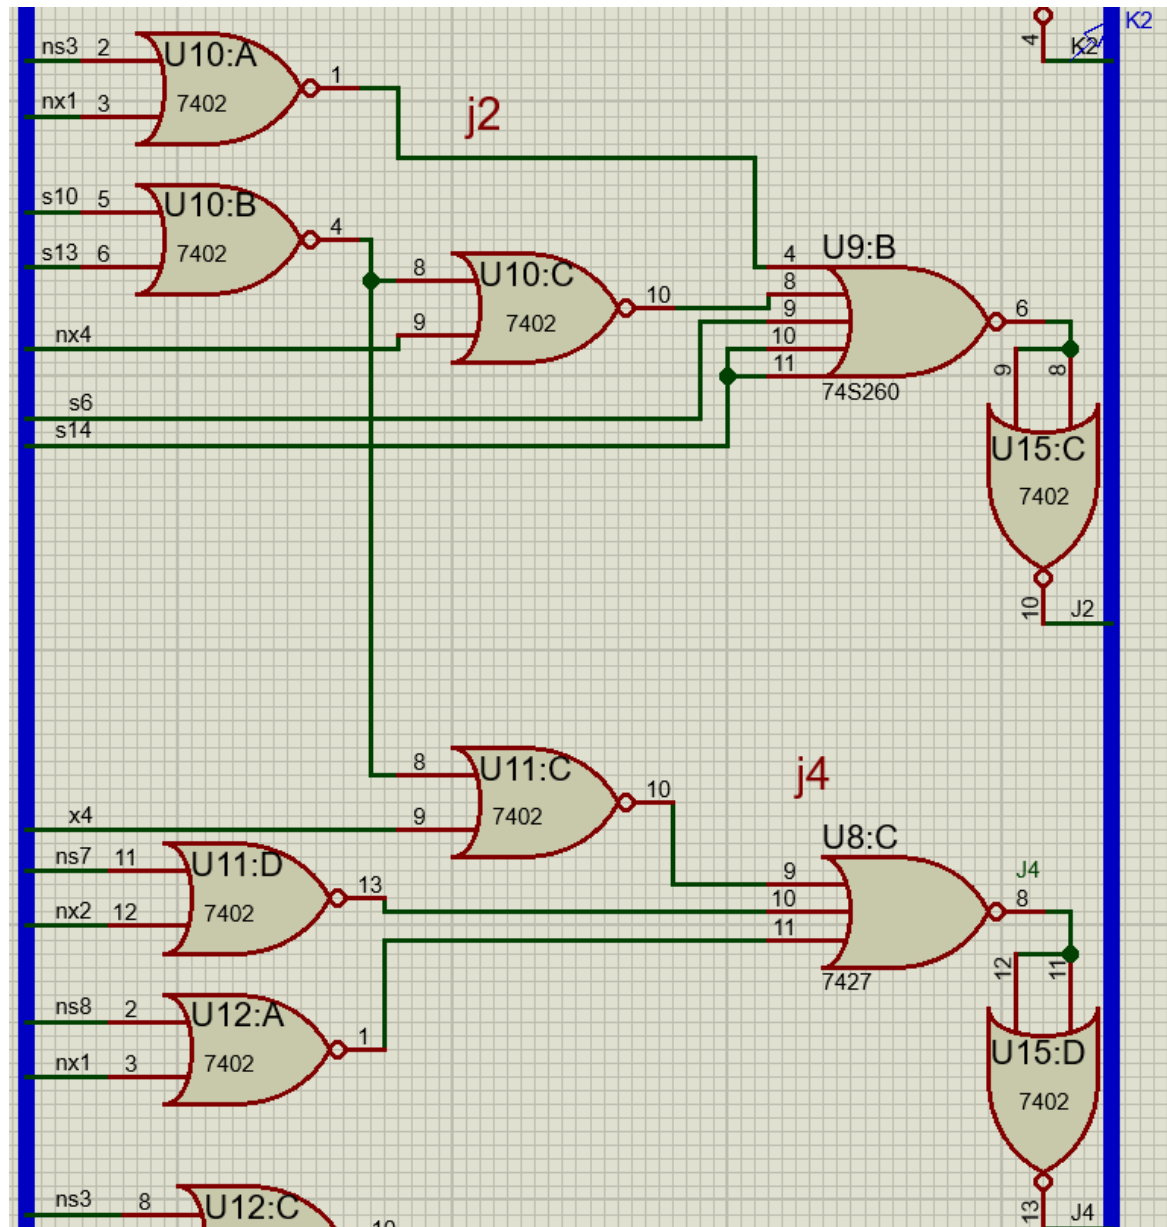 ns3 2 U10:A 1 4 K2 K2
nx1 3 7402 j2
s10 5 U10:B 4
s13 6 7402
U9:B
8 U10:C 10 4
8
9
10
11
6
nx4 9 7402
74S260
9 8
s6
s14
U15:C
7402
10 J2
8 U11:C 10 j4
x4 9 7402
U8:C
ns7 11 U11:D 13 9 J4
nx2 12 7402 10 8
11
7427
12 11
ns8 2 U12:A 1
nx1 3 7402
U15:D
7402
ns3 8 U12:C
13 J4